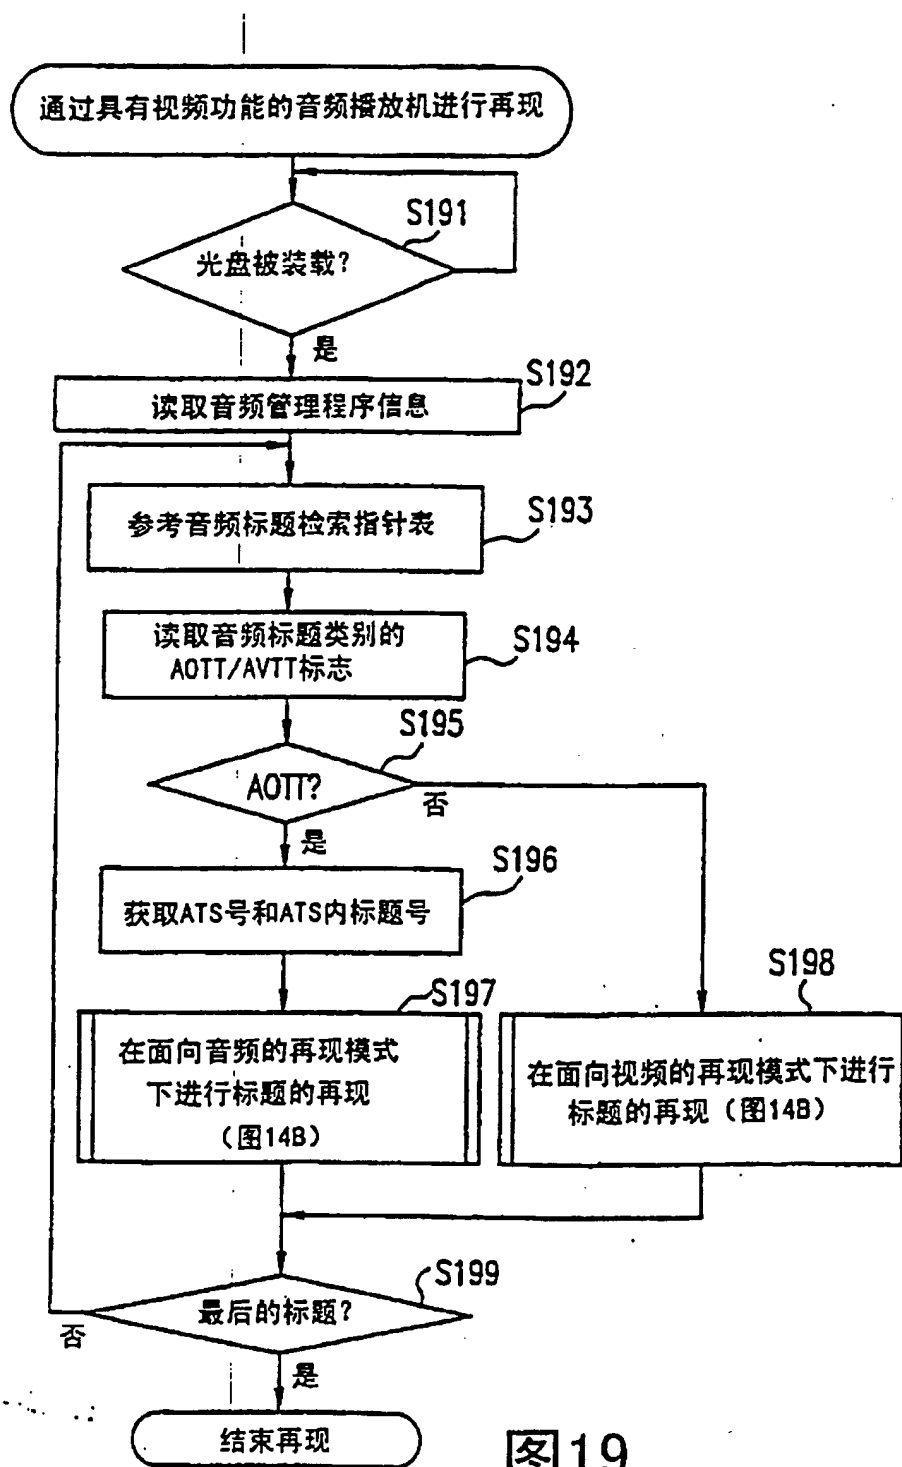 通过具有视频功能的音频播放机进行再现
S191
光盘被装载?
是
S192
读取音频管理程序信息
S193
参考音频标题检索指针表
S194
读取音频标题类别的
AOTT/AVTT标志
S195
AOTT?
否
是
S196
获取ATS号和ATS内标题号
S197
在面向音频的再现模式
下进行标题的再现
(图14B)
S198
在面向视频的再现模式下进行
标题的再现(图14B)
S199
最后的标题?
否
是
结束再现
图19